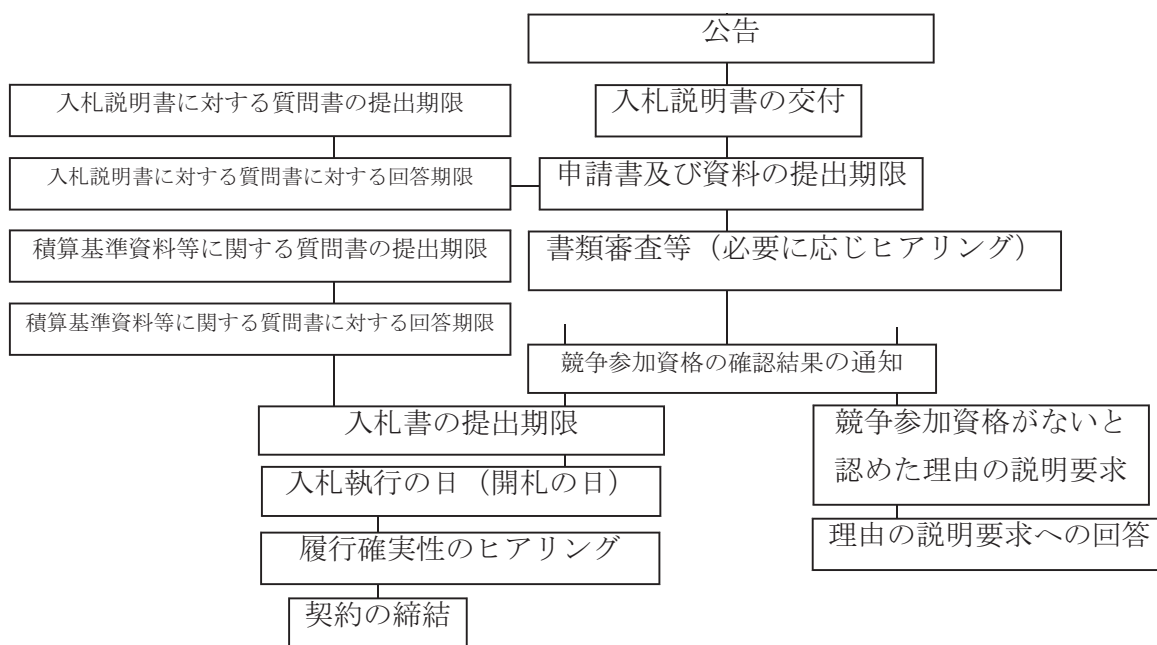 公告
入札説明書に対する質問書の提出期限
入札説明書の交付
入札説明書に対する質問書に対する回答期限
申請書及び資料の提出期限
積算基準資料等に関する質問書の提出期限
書類審査等（必要に応じヒアリング）
積算基準資料等に関する質問書に対する回答期限
競争参加資格の確認結果の通知
入札書の提出期限
競争参加資格がないと
認めた理由の説明要求
入札執行の日（開札の日）
理由の説明要求への回答
履行確実性のヒアリング
契約の締結